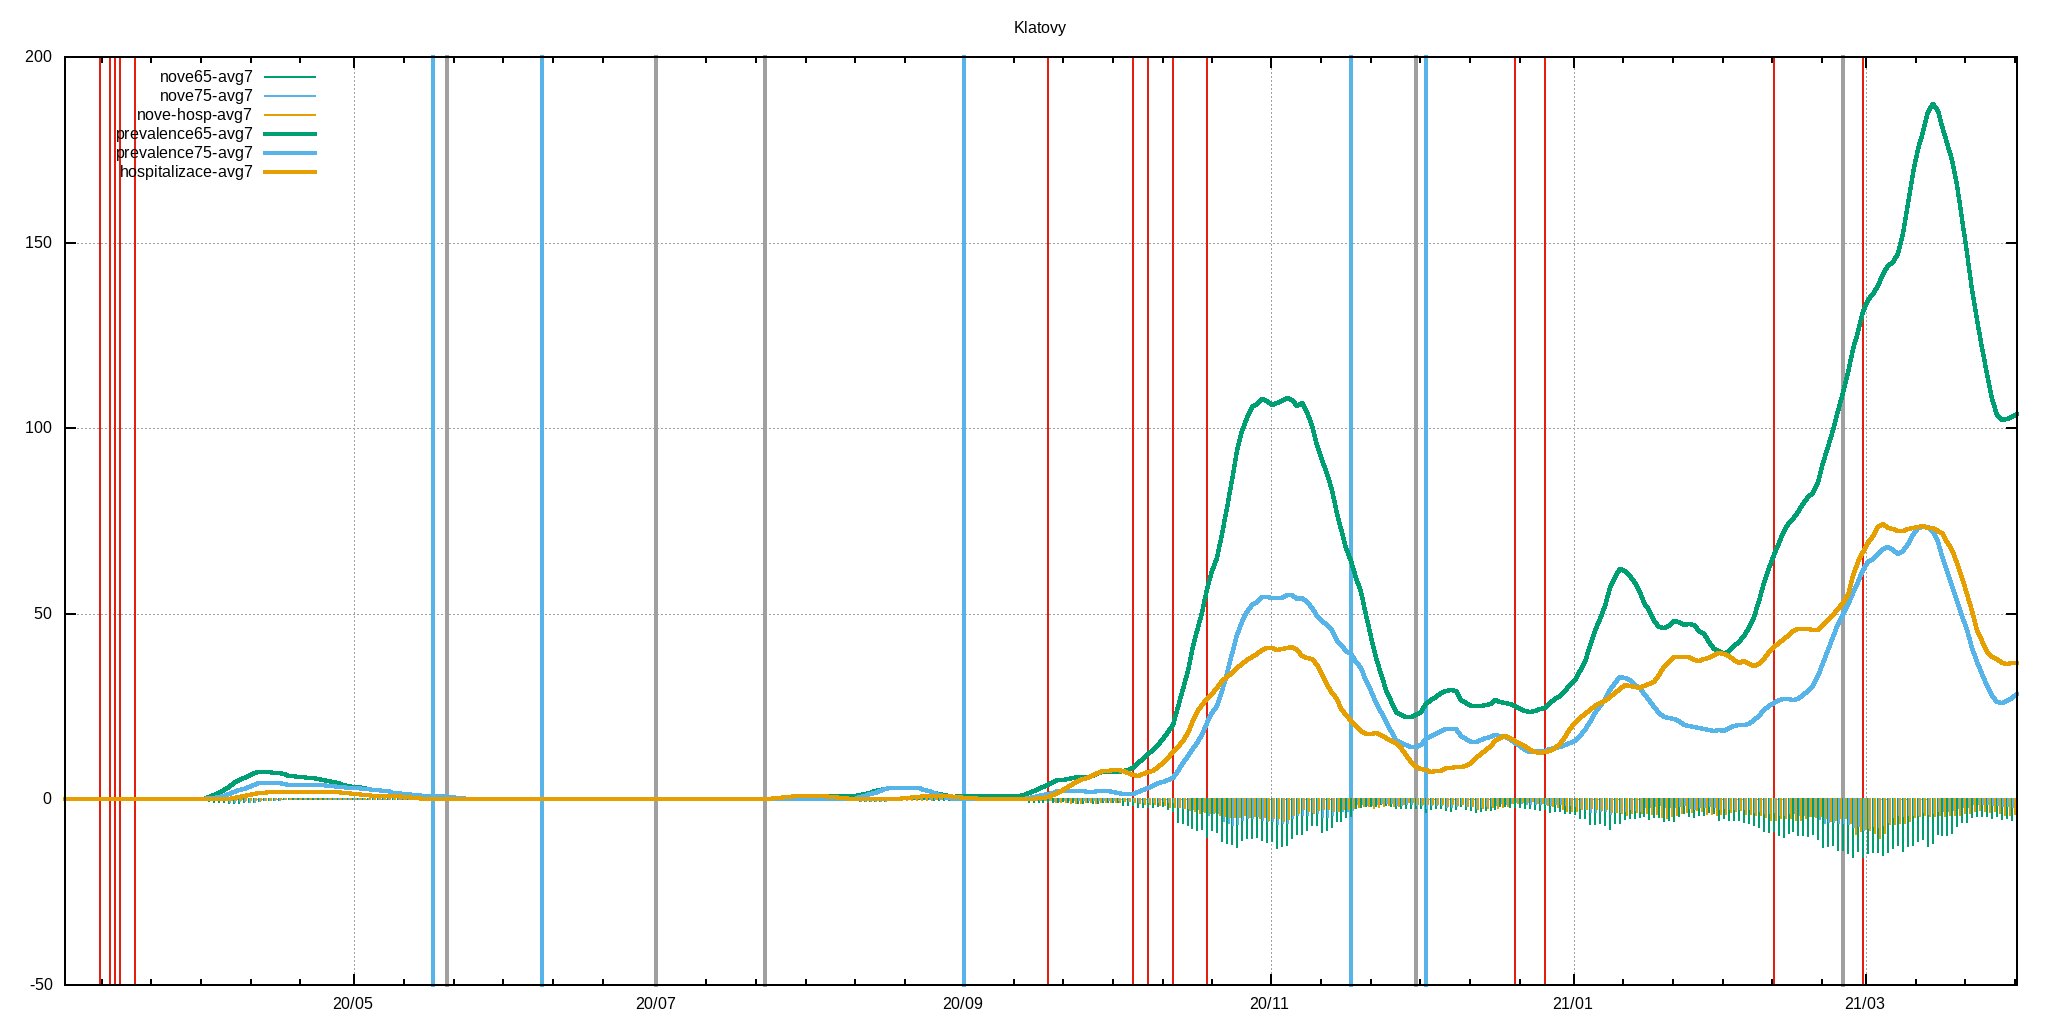 Klatovy
200
150
100
50
0
-50
nove65-avg7
nove75-avg7
nove-hosp-avg7
prevalence65-avg7
prevalence75-avg7
hospitalizace-avg7
20/05
20/07
20/09
20/11
21/01
21/03